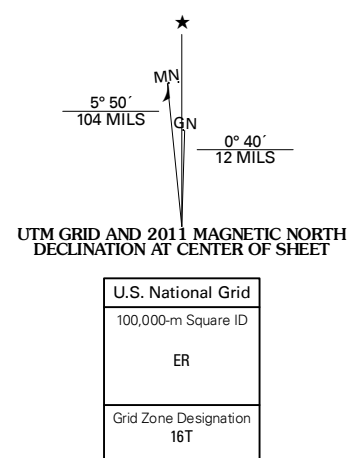 ★
MN
5° 50´
104 MILS
GN
0° 40´
12 MILS
UTM GRID AND 2011 MAGNETIC NORTH
DECLINATION AT CENTER OF SHEET
U.S. National Grid
100,000-m Square ID
ER
Grid Zone Designation
16T